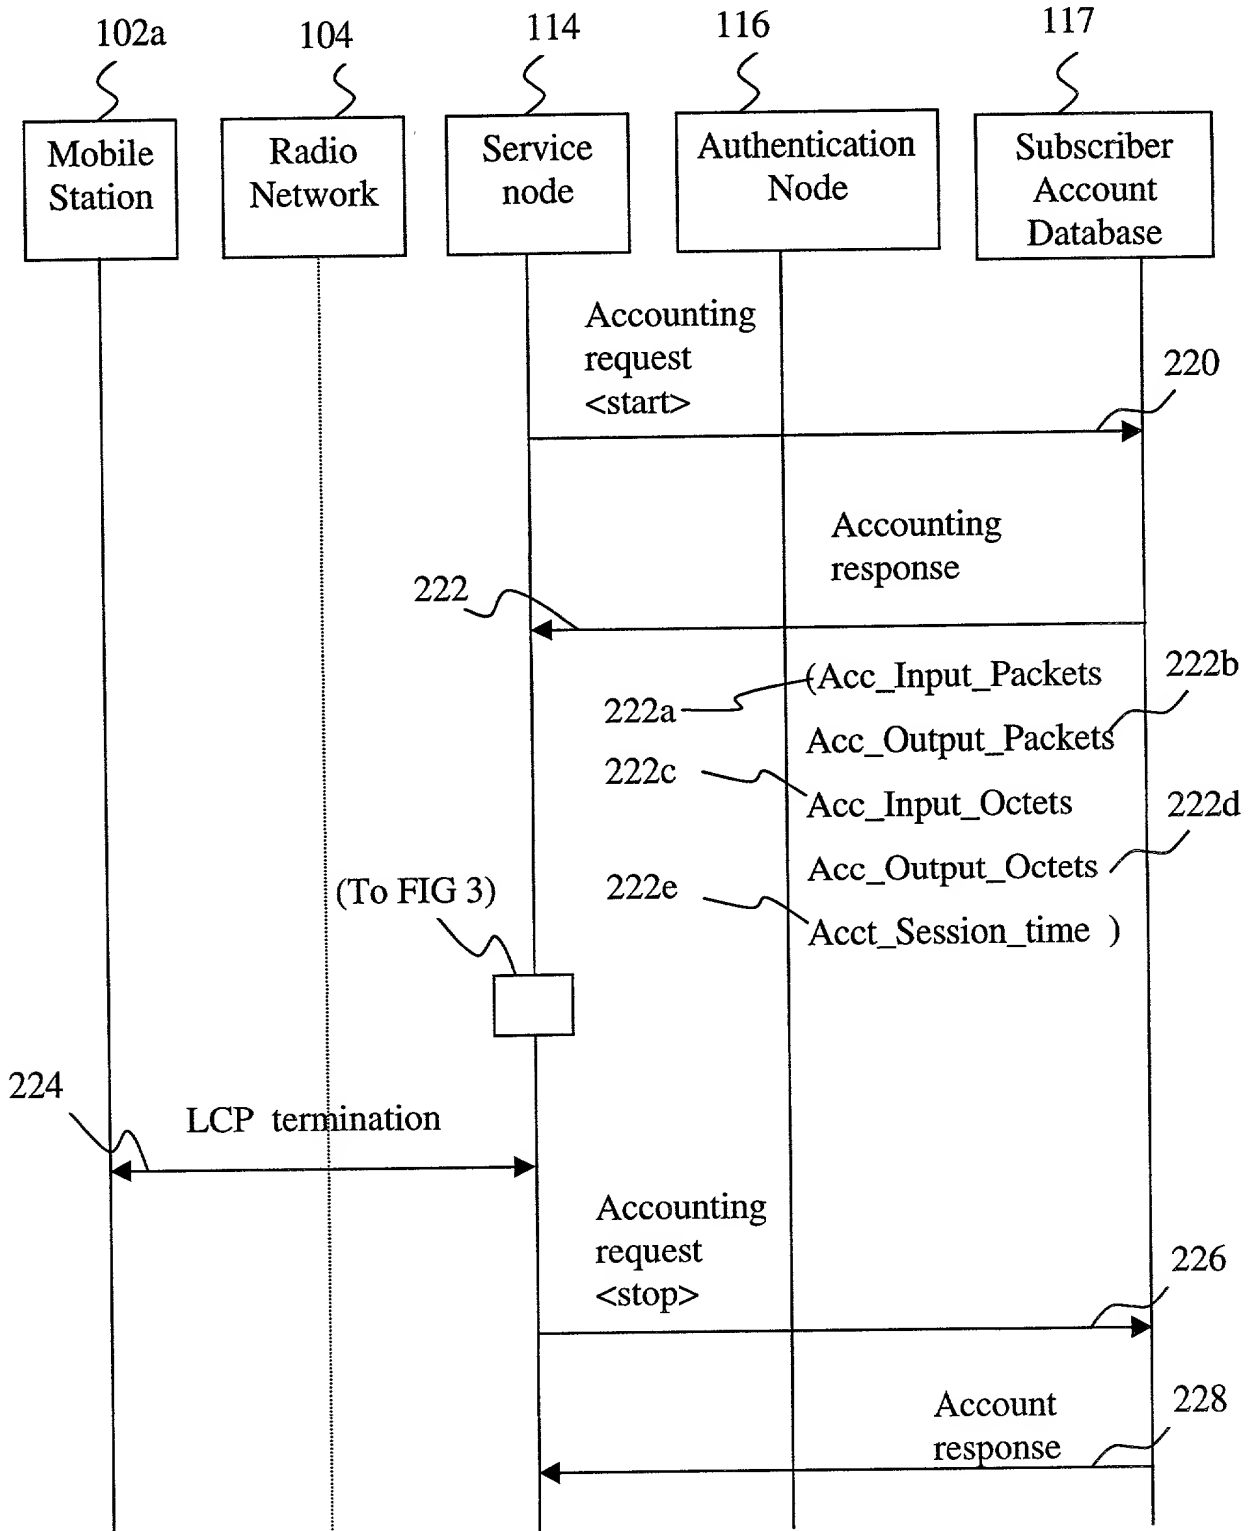 102a
104
114
116
117
Mobile
Station
Radio
Network
Service
node
Authentication
Node
Subscriber
Account
Database
Accounting
request
<start>
220
Accounting
response
222
(Acc_Input_Packets
222a
222b
Acc_Output_Packets
222c
Acc_Input_Octets
222d
Acc_Output_Octets
(To FIG 3)
222e
Acct_Session_time )
224
LCP termination
Accounting
request
<stop>
226
Account
response
228